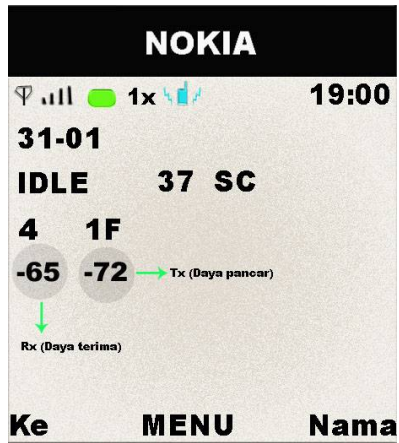 NOKIA
1x 19:00
31-01
IDLE 37 SC
4 1F
-65 -72 Tx (Daya pancar)
Rx (Daya terima)
Ke MENU Nama